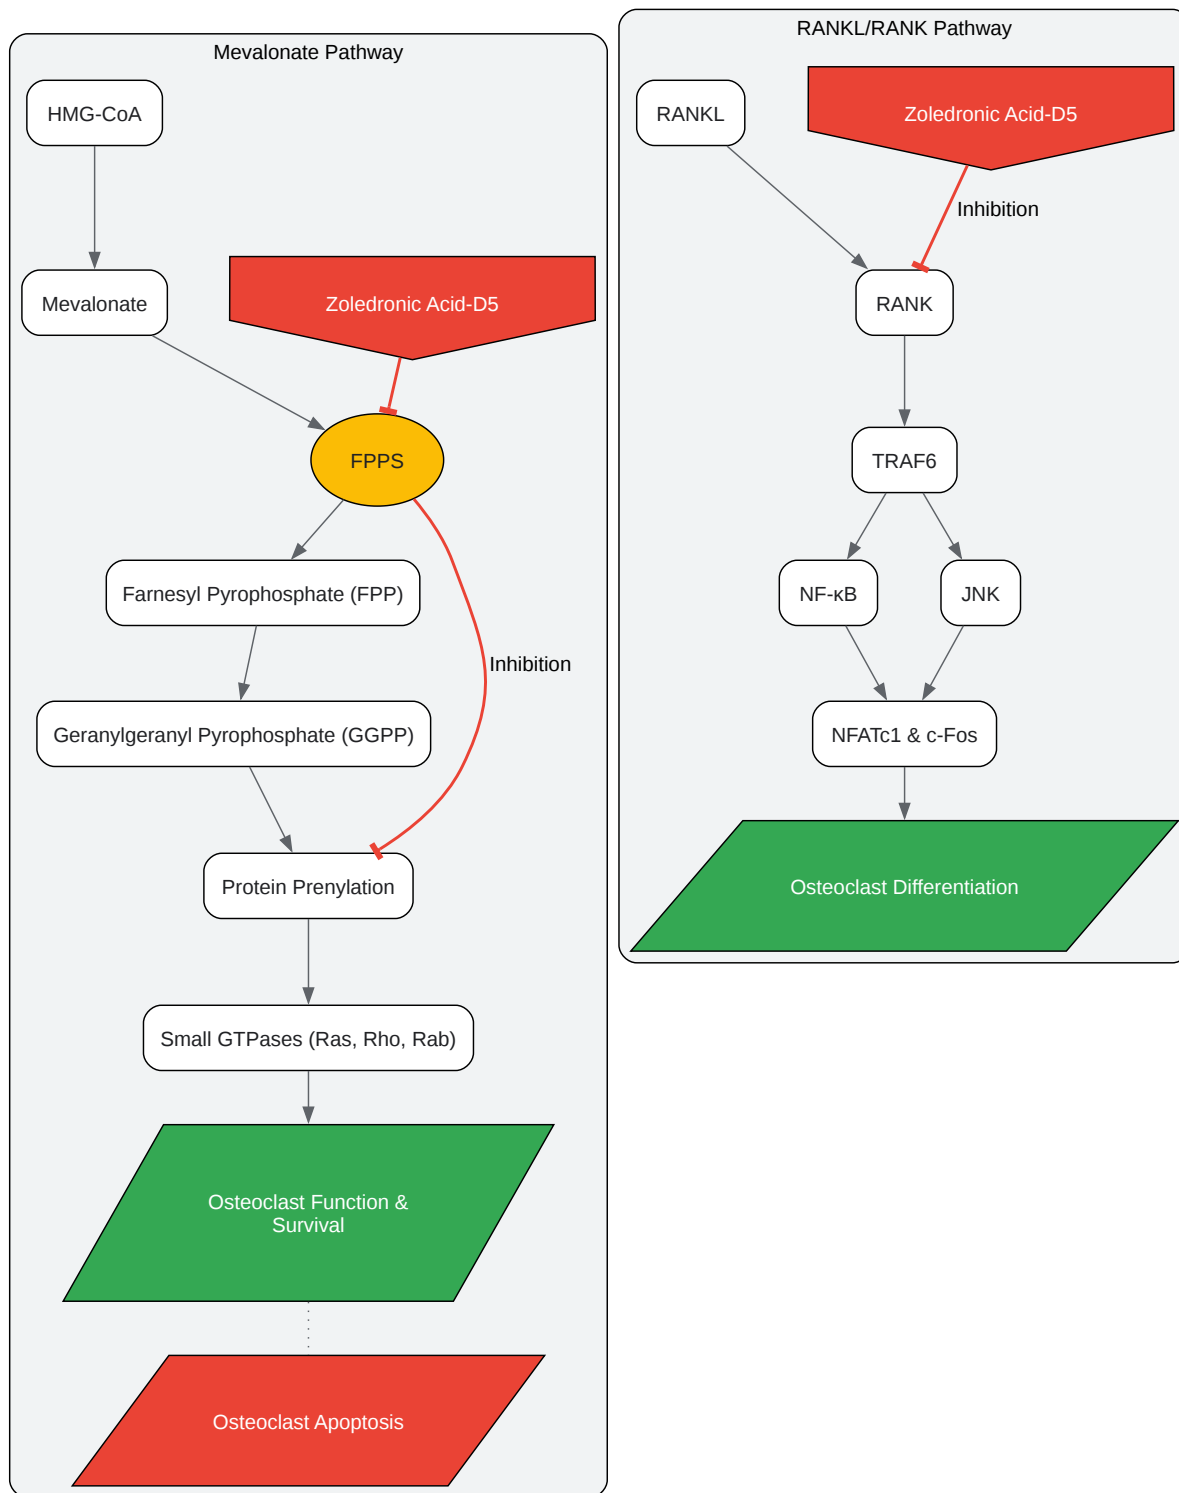 Mevalonate Pathway
HMG-CoA
Mevalonate
Zoledronic Acid-D5
FPPS
Farnesyl Pyrophosphate (FPP)
Inhibition
Geranylgeranyl Pyrophosphate (GGPP)
Protein Prenylation
Small GTPases (Ras, Rho, Rab)
Osteoclast Function &
Survival
Osteoclast Apoptosis
RANKL/RANK Pathway
RANKL
Zoledronic Acid-D5
Inhibition
RANK
TRAF6
NF-κB
JNK
NFATc1 & c-Fos
Osteoclast Differentiation